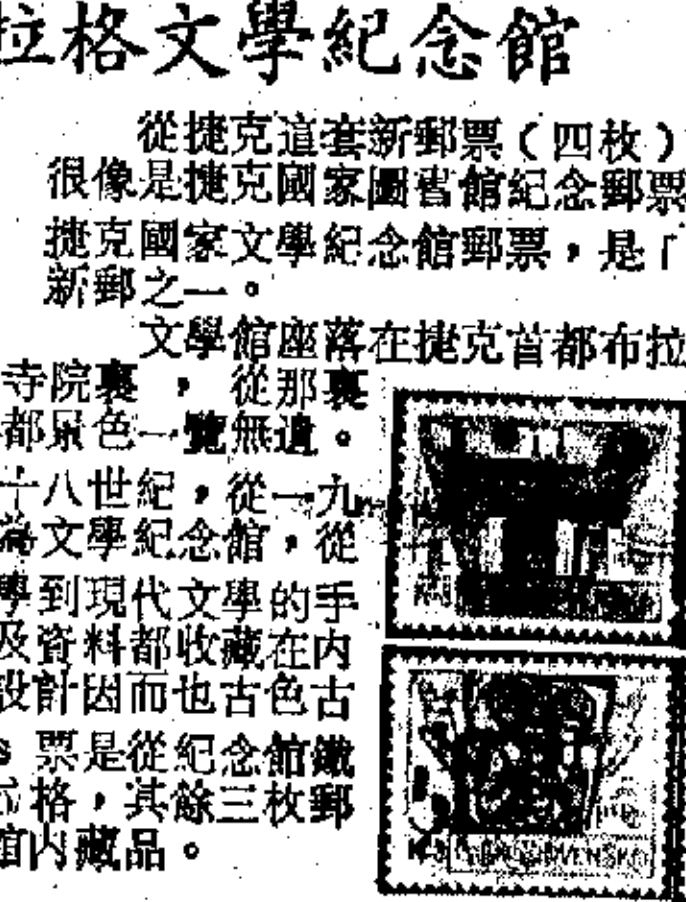 拉格文學紀念館
從捷克這套新郵票（四枚）
很像是捷克國家圖書館紀念郵票
捷克國家文學紀念館郵票，是「
新郵之一。
文學館座落在捷克首都布拉
寺院裏，從那裏
都景色一覽無遺。
十八世紀，從一九
為文學紀念館，從
學到現代文學的手
及資料都收藏在內
設計因而也古色古
票是從紀念館鐵
格，其餘三枚郵
館內藏品。